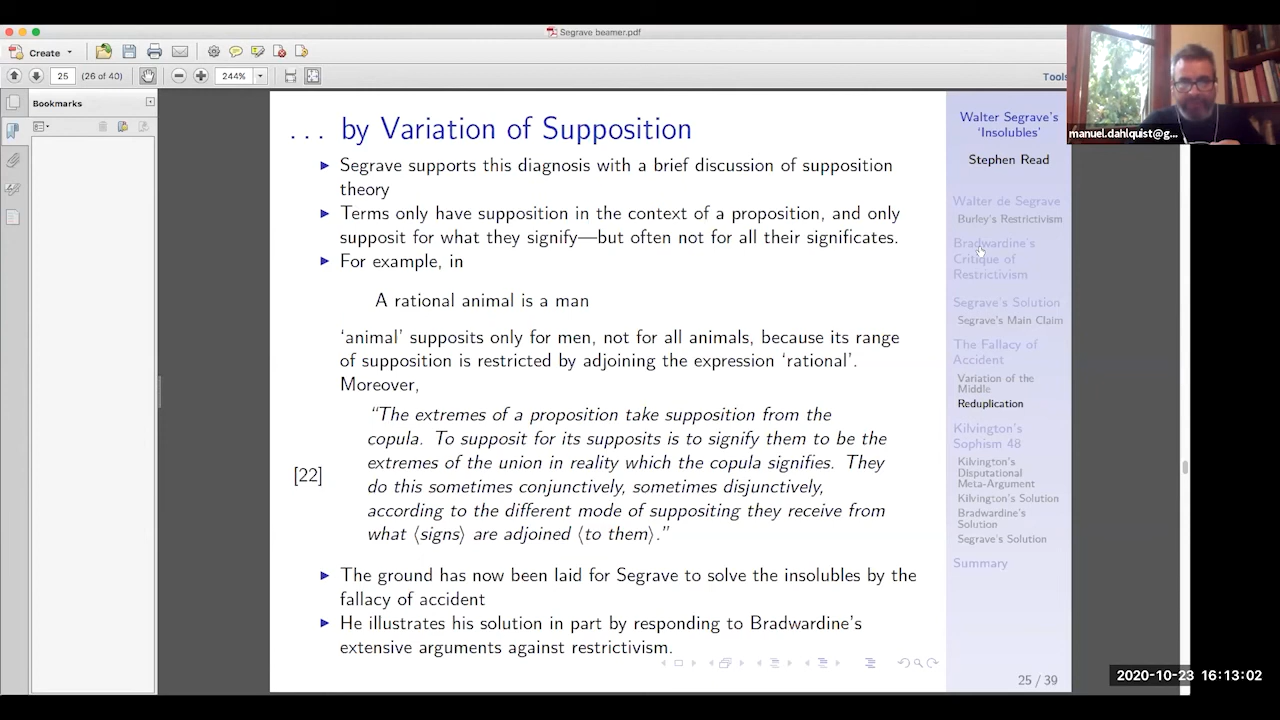 Segrave beamer.pdf
Create
25 (26 of 40) 244% Tools
Bookmarks
manuel.dahlquist@g...
. . . by Variation of Supposition
▶ Segrave supports this diagnosis with a brief discussion of supposition
theory
▶ Terms only have supposition in the context of a proposition, and only
supposit for what they signify—but often not for all their significates.
▶ For example, in
A rational animal is a man
‘animal’ supposits only for men, not for all animals, because its range
of supposition is restricted by adjoining the expression ‘rational’.
Moreover,
“The extremes of a proposition take supposition from the
copula. To supposit for its supposits is to signify them to be the
extremes of the union in reality which the copula signifies. They
[22]
do this sometimes conjunctively, sometimes disjunctively,
according to the different mode of suppositing they receive from
what ⟨signs⟩ are adjoined ⟨to them⟩.”
▶ The ground has now been laid for Segrave to solve the insolubles by the
fallacy of accident
▶ He illustrates his solution in part by responding to Bradwardine’s
extensive arguments against restrictivism.
Walter Segrave’s
‘Insolubles’
Stephen Read
Walter de Segrave
Burley’s Restrictivism
Bradwardine’s
Critique of
Restrictivism
Segrave’s Solution
Segrave’s Main Claim
The Fallacy of
Accident
Variation of the
Middle
Reduplication
Kilvington’s
Sophism 48
Kilvington’s
Disputational
Meta-Argument
Kilvington’s Solution
Bradwardine’s
Solution
Segrave’s Solution
Summary
25 / 39
2020-10-23 16:13:02